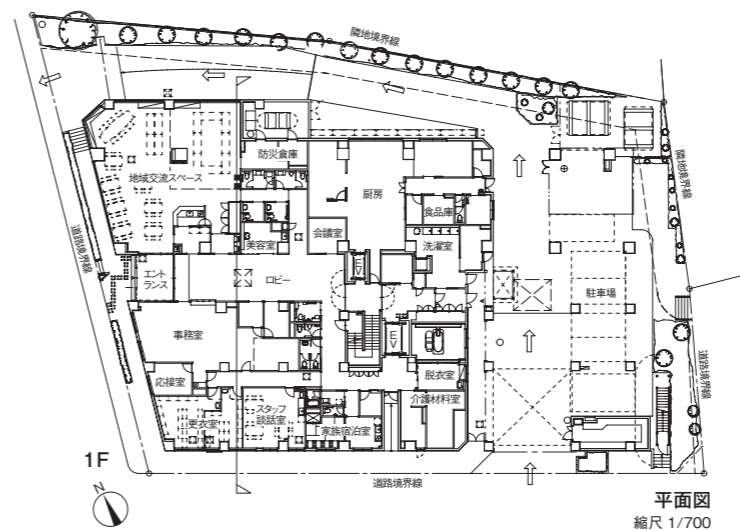 隣地境界線
防災倉庫
地域交流スペース
厨房
隣地境界線
食品庫
美容室
会議室
洗濯室
道路境界線
エント
ランス
ロビー
EV
駐車場
事務室
EV
道路境界線
応接室
脱衣室
介護材料室
更衣室
スタッフ
談話室
家族宿泊室
1F
道路境界線
N
平面図
縮尺 1/700